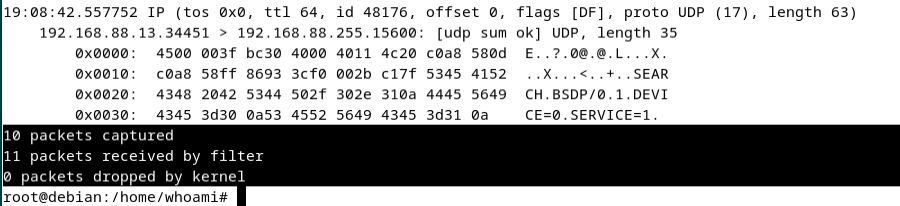 19:08:42.557752 IP (tos 0x0, ttl 64, id 48176, offset 0, flags [DF], proto UDP (17), length 63)
    192.168.88.13.34451 > 192.168.88.255.15600: [udp sum ok] UDP, length 35
        0x0000:  4500 003f bc30 4000 4011 4c20 c0a8 580d  E..?.0@.@.L...X.
        0x0010:  c0a8 58ff 8693 3cf0 002b c17f 5345 4152  ..X...<..+..SEAR
        0x0020:  4348 2042 5344 502f 302e 310a 4445 5649  CH.BSDP/0.1.DEVI
        0x0030:  4345 3d30 0a53 4552 5649 4345 3d31 0a    CE=0.SERVICE=1.
10 packets captured
11 packets received by filter
0 packets dropped by kernel
root@debian:/home/whoami#